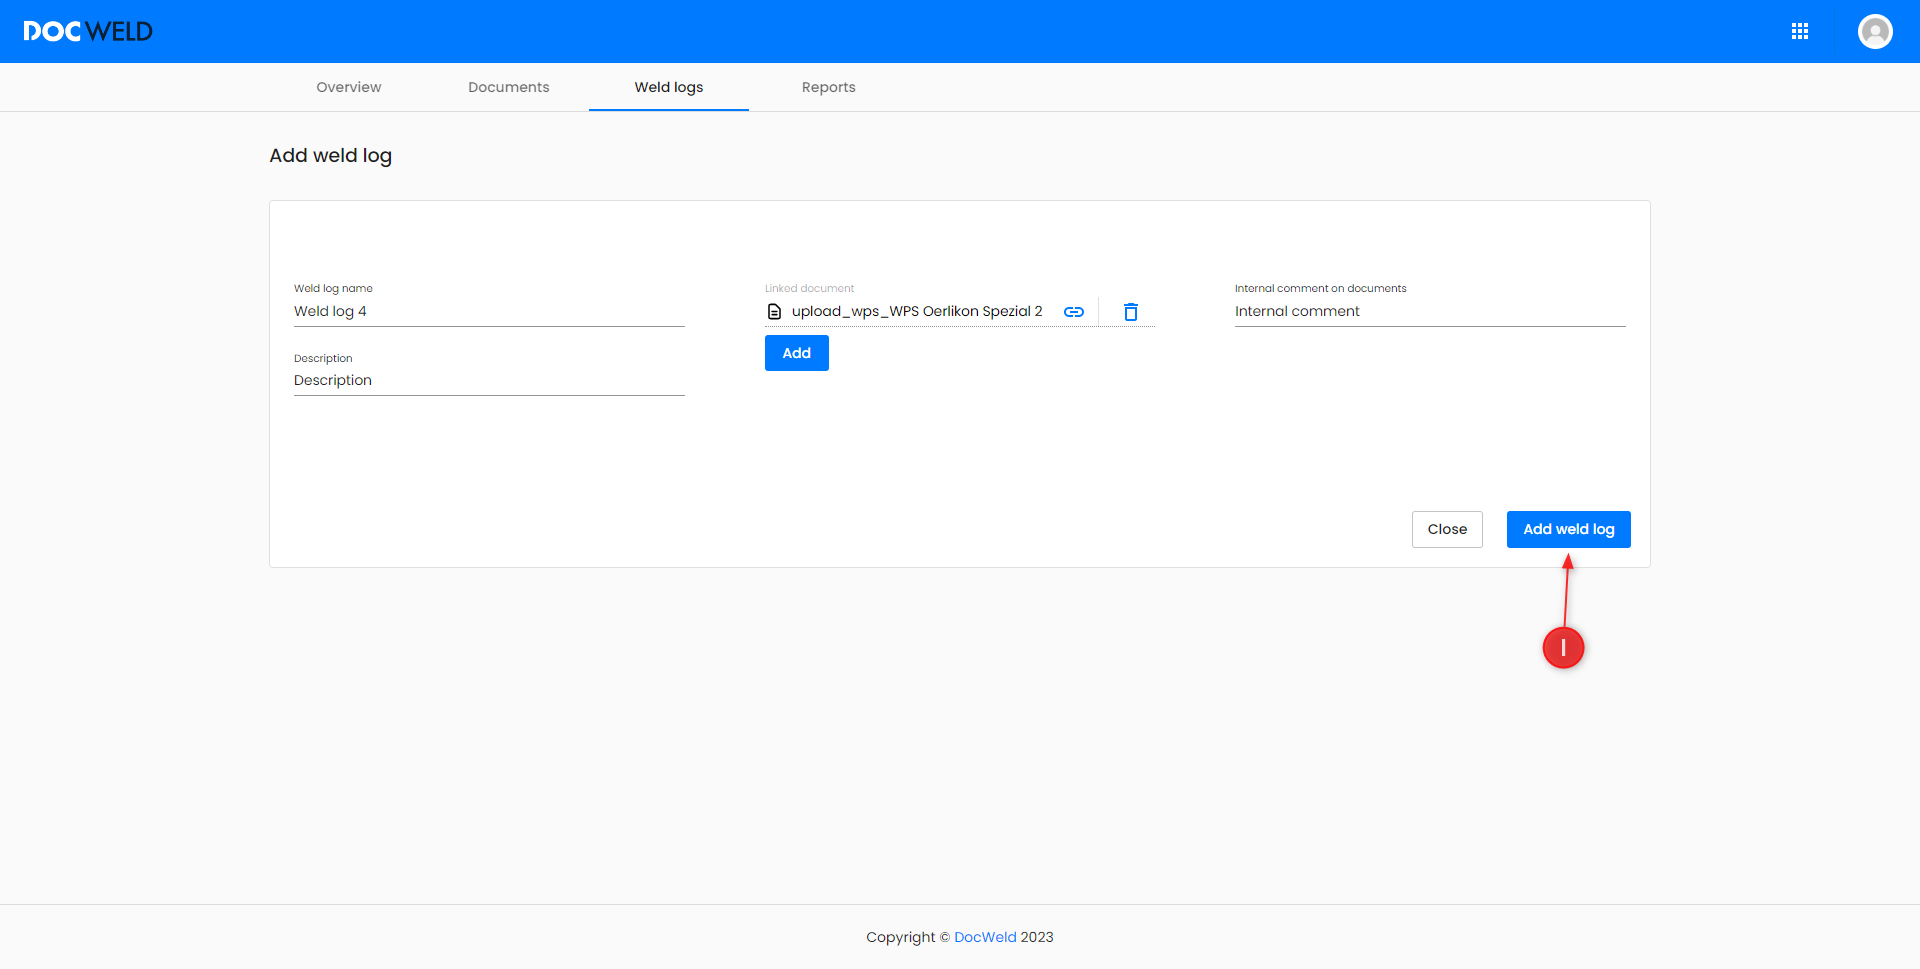 DOCWELD
Overview Documents Weld logs Reports
Add weld log
Weld log name
Weld log 4
Description
Description
Linked document
upload_wps_WPS Oerlikon Spezial 2
Add
Internal comment on documents
Internal comment
Close Add weld log
I
Copyright © DocWeld 2023